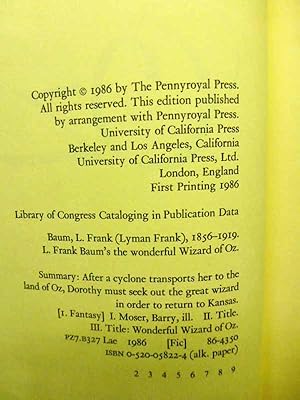 Copyright © 1986 by The Pennyroyal Press.
All rights reserved. This edition published
by arrangement with Pennyroyal Press.
University of California Press
Berkeley and Los Angeles, California
University of California Press, Ltd.
London, England
First Printing 1986
Library of Congress Cataloging in Publication Data
Baum, L. Frank (Lyman Frank), 1856-1919.
L. Frank Baum's the wonderful Wizard of Oz.
Summary: After a cyclone transports her to the
land of Oz, Dorothy must seek out the great wizard
in order to return to Kansas.
[1. Fantasy] I. Moser, Barry, ill. II. Title.
III. Title: Wonderful Wizard of Oz.
PZ7.B327 Lae 1986 [Fic] 86-4350
ISBN 0-520-05822-4 (alk. paper)
2 3 4 5 6 7 8 9